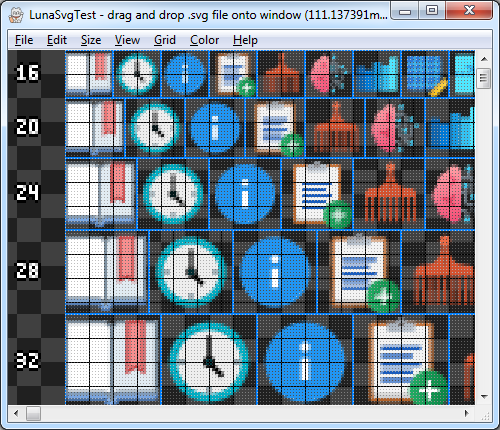 LunaSvgTest - drag and drop .svg file onto window (111.137391m...
File Edit Size View Grid Color Help
16
20
24
28
32